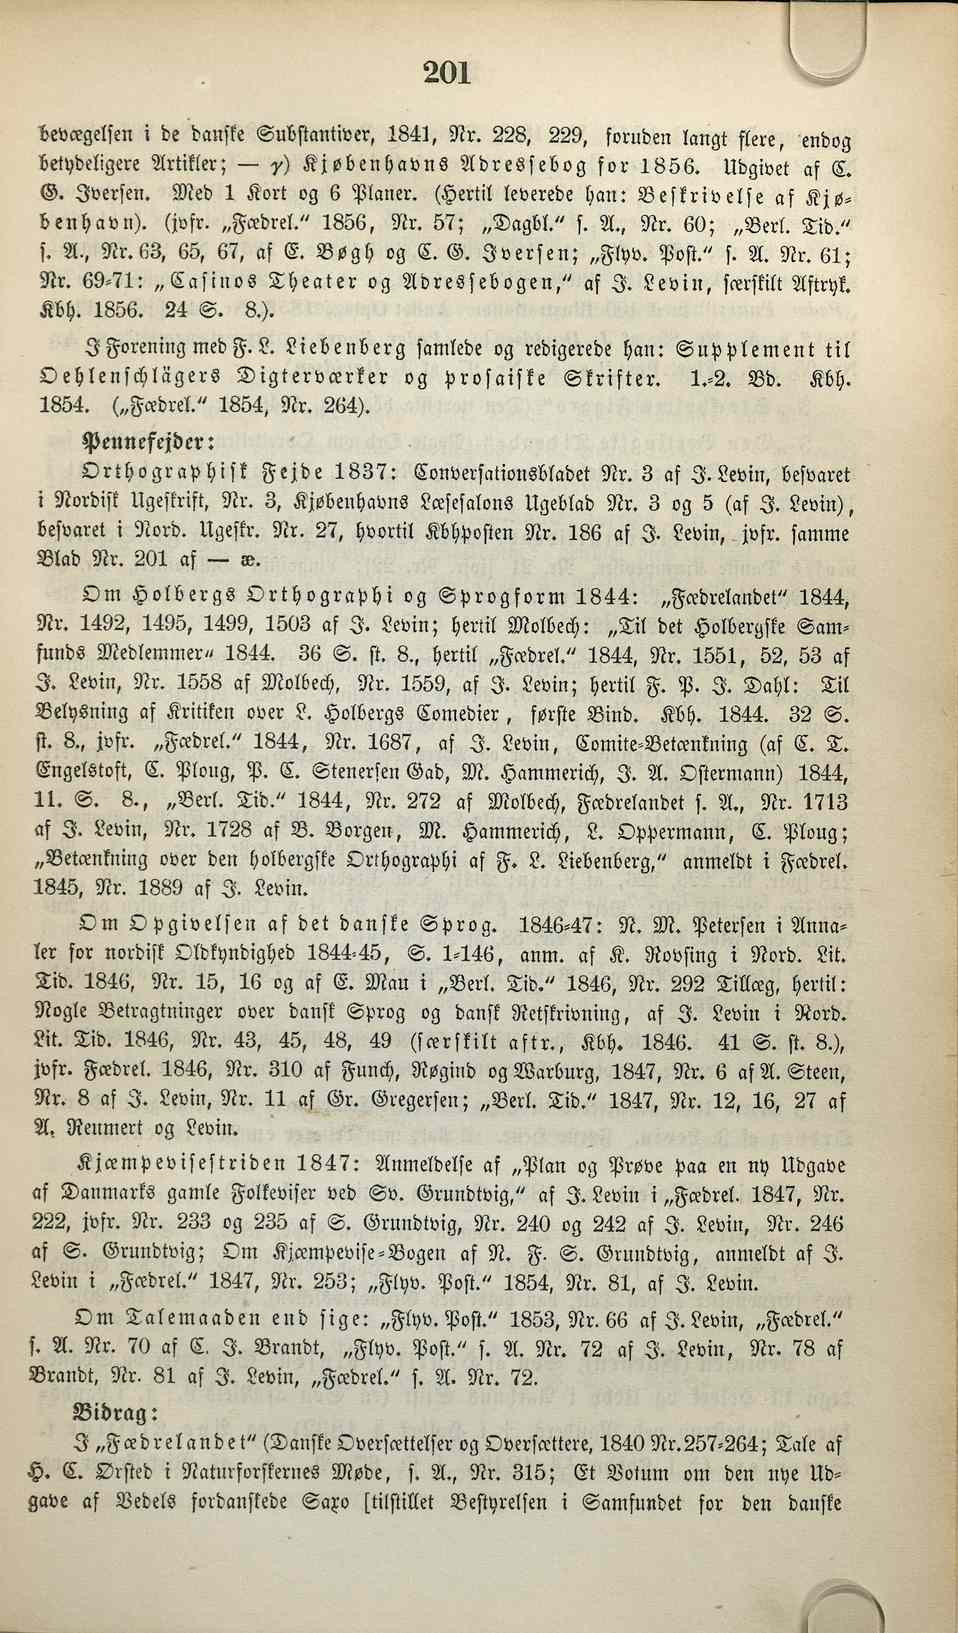 201
bevægelsen i de danske Substantiver, 1841, Nr. 228, 229, foruden langt flere, endog
betydeligere Artikler; — γ) Kjøbenhavns Adressebog for 1856. Udgivet af C.
G. Iversen. Med 1 Kort og 6 Planer. (Hertil leverede han: Beskrivelse af Kjø-
benhavn). (jvfr. „Fædrel." 1856, Nr. 57; „Dagbl." s. A., Nr. 60; „Berl. Tid."
s. A., Nr. 63, 65, 67, af E. Bøgh og C. G. Iversen; „Flyv. Post." s. A. Nr. 61;
Nr. 69-71: „Casinos Theater og Adressebogen," af J. Levin, særskilt Aftryk.
Kbh. 1856. 24 S. 8.).
I Forening med F. L. Liebenberg samlede og redigerede han: Supplement til
Oehlenschlägers Digterværker og prosaiske Skrifter. 1.-2. Bd. Kbh.
1854. („Fædrel." 1854, Nr. 264).
Pennefejder:
Orthographisk Fejde 1837: Conversationsbladet Nr. 3 af J. Levin, besvaret
i Nordisk Ugeskrift, Nr. 3, Kjøbenhavns Læsesalons Ugeblad Nr. 3 og 5 (af J. Levin),
besvaret i Nord. Ugeskr. Nr. 27, hvortil Kbhposten Nr. 186 af J. Levin, jvfr. samme
Blad Nr. 201 af — æ.
Om Holbergs Orthographi og Sprogform 1844: „Fædrelandet" 1844,
Nr. 1492, 1495, 1499, 1503 af J. Levin; hertil Molbech: „Til det Holbergske Sam-
funds Medlemmer„ 1844. 36 S. st. 8., hertil „Fædrel." 1844, Nr. 1551, 52, 53 af
J. Levin, Nr. 1558 af Molbech, Nr. 1559, af J. Levin; hertil F. P. J. Dahl: Til
Belysning af Kritiken over L. Holbergs Comedier, første Bind. Kbh. 1844. 32 S.
st. 8., jvfr. „Fædrel." 1844, Nr. 1687, af J. Levin, Comite-Betænkning (af C. T.
Engelstoft, C. Ploug, P. C. Stenersen Gad, M. Hammerich, J. A. Ostermann) 1844,
11. S. 8., „Berl. Tid." 1844, Nr. 272 af Molbech, Fædrelandet s. A., Nr. 1713
af J. Levin, Nr. 1728 af B. Borgen, M. Hammerich, L. Oppermann, C. Ploug;
„Betænkning over den holbergske Orthographi af F. L. Liebenberg," anmeldt i Fædrel.
1845, Nr. 1889 af J. Levin.
Om Opgivelsen af det danske Sprog. 1846-47: N. M. Petersen i Anna-
ler for nordisk Oldkyndighed 1844-45, S. 1-146, anm. af K. Rovsing i Nord. Lit.
Tid. 1846, Nr. 15, 16 og af E. Mau i „Berl. Tid." 1846, Nr. 292 Tillæg, hertil:
Nogle Betragtninger over dansk Sprog og dansk Retskrivning, af J. Levin i Nord.
Lit. Tid. 1846, Nr. 43, 45, 48, 49 (særskilt aftr., Kbh. 1846. 41 S. st. 8.),
jvfr. Fædrel. 1846, Nr. 310 af Funch, Nøgind og Warburg, 1847, Nr. 6 af A. Steen,
Nr. 8 af J. Levin, Nr. 11 af Gr. Gregersen; „Berl. Tid." 1847, Nr. 12, 16, 27 af
A. Reumert og Levin.
Kjæmpevisestriden 1847: Anmeldelse af „Plan og Prøve paa en ny Udgave
af Danmarks gamle Folkeviser ved Sv. Grundtvig," af J. Levin i „Fædrel. 1847, Nr.
222, jvfr. Nr. 233 og 235 af S. Grundtvig, Nr. 240 og 242 af J. Levin, Nr. 246
af S. Grundtvig; Om Kjæmpevise-Bogen af N. F. S. Grundtvig, anmeldt af J.
Levin i „Fædrel." 1847, Nr. 253; „Flyv. Post." 1854, Nr. 81, af J. Levin.
Om Talemaaden end sige: „Flyv. Post." 1853, Nr. 66 af J. Levin, „Fædrel."
s. A. Nr. 70 af C. J. Brandt, „Flyv. Post." s. A. Nr. 72 af J. Levin, Nr. 78 af
Brandt, Nr. 81 af J. Levin, „Fædrel." s. A. Nr. 72.
Bidrag:
I „Fædrelandet" (Danske Oversættelser og Oversættere, 1840 Nr. 257-264; Tale af
H. C. Ørsted i Naturforskernes Møde, s. A., Nr. 315; Et Votum om den nye Ud-
gave af Vedels fordanskede Saxo [tilstillet Bestyrelsen i Samfundet for den danske